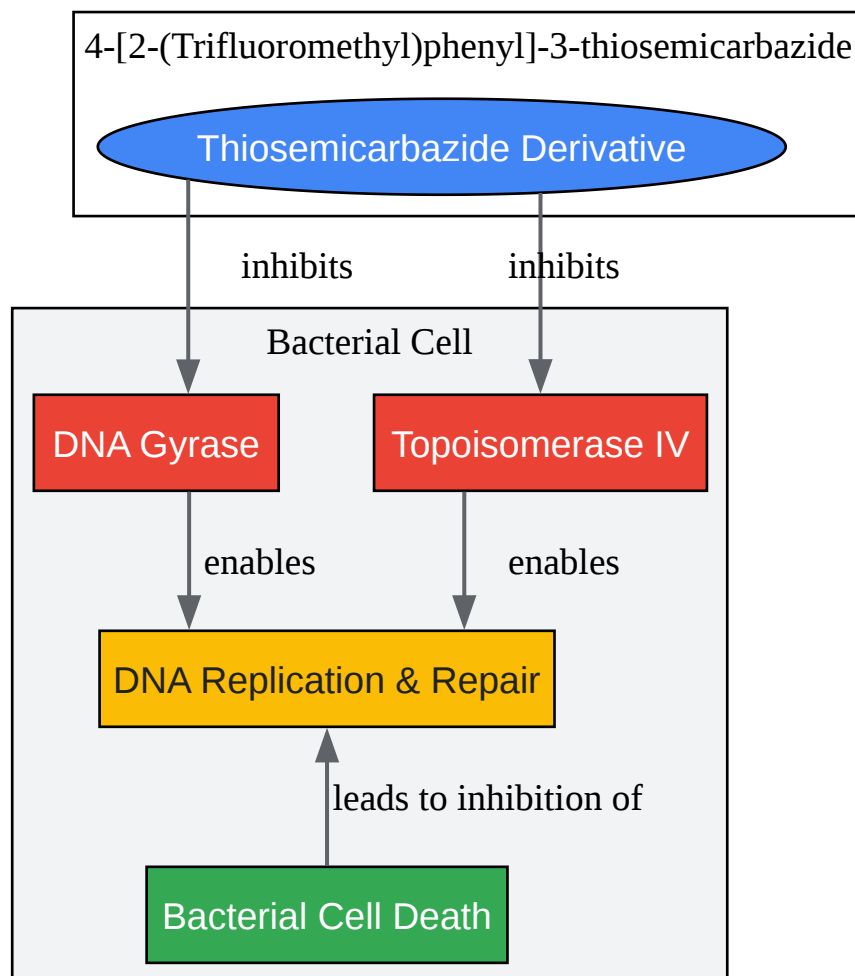 4-[2-(Trifluoromethyl)phenyl]-3-thiosemicarbazide
Thiosemicarbazide Derivative
inhibits
inhibits
Bacterial Cell
DNA Gyrase
Topoisomerase IV
enables
enables
DNA Replication & Repair
leads to inhibition of
Bacterial Cell Death